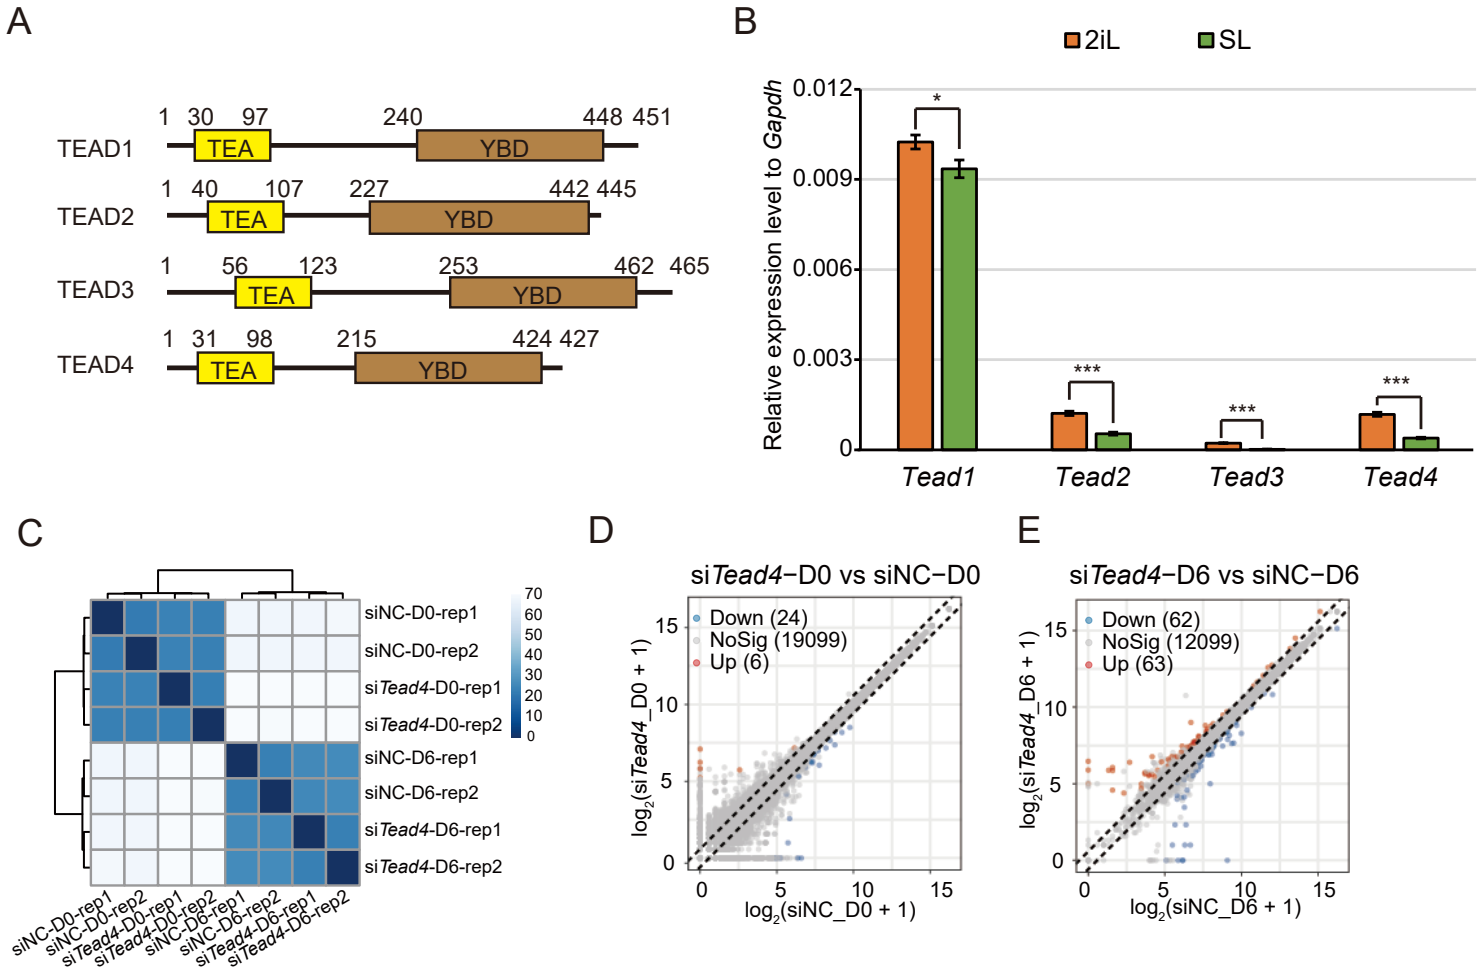 A
1 30 97 240 448 451
TEAD1 TEA YBD
1 40 107 227 442 445
TEAD2 TEA YBD
1 56 123 253 462 465
TEAD3 TEA YBD
1 31 98 215 424 427
TEAD4 TEA YBD
B
2iL SL
Relative expression level to Gapdh
0.012
0.009
0.006
0.003
0
*
***
***
***
Tead1 Tead2 Tead3 Tead4
C
siNC-D0-rep1
siNC-D0-rep2
siTead4-D0-rep1
siTead4-D0-rep2
siNC-D6-rep1
siNC-D6-rep2
siTead4-D6-rep1
siTead4-D6-rep2
70
60
50
40
30
20
10
0
siNC-D0-rep1
siNC-D0-rep2
siTead4-D0-rep1
siTead4-D0-rep2
siNC-D6-rep1
siNC-D6-rep2
siTead4-D6-rep1
siTead4-D6-rep2
D
siTead4−D0 vs siNC−D0
Down (24)
NoSig (19099)
Up (6)
log2(siTead4_D0 + 1)
15
10
5
0
0 5 10 15
log2(siNC_D0 + 1)
E
siTead4−D6 vs siNC−D6
Down (62)
NoSig (12099)
Up (63)
log2(siTead4_D6 + 1)
15
110
5
0
0 5 10 15
log2(siNC_D6 + 1)